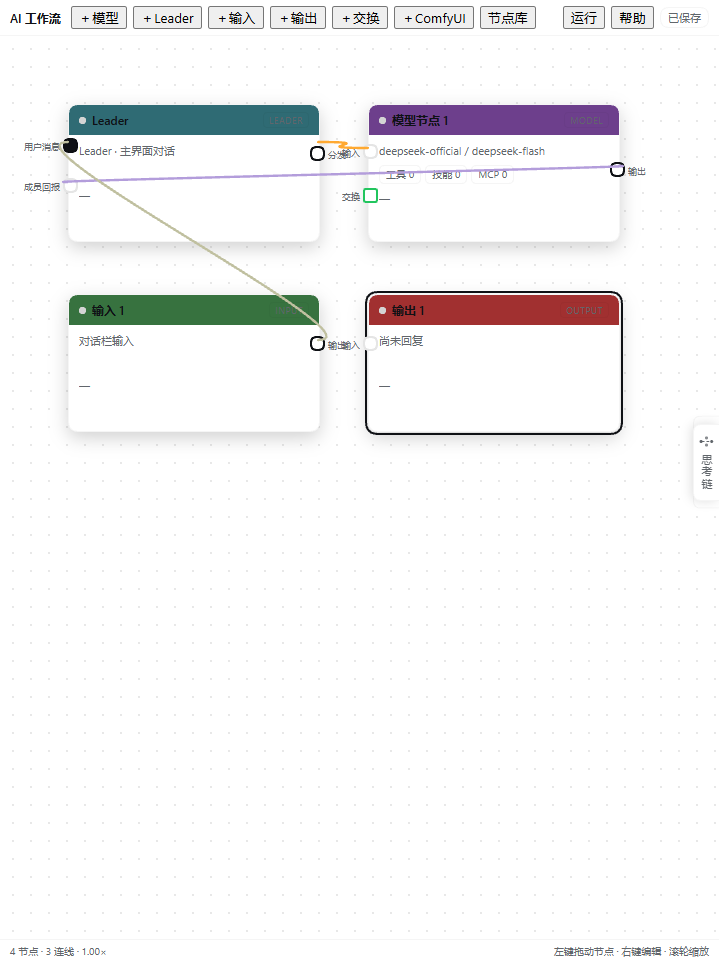 AI 工作流
+ 模型
+ Leader
+ 输入
+ 输出
+ 交换
+ ComfyUI
节点库
运行
帮助
已保存
Leader
LEADER
用户消息
Leader · 主界面对话
分发
成员回报
—
模型节点 1
MODEL
输入
deepseek-official / deepseek-flash
工具 0
技能 0
MCP 0
输出
交换
—
输入 1
对话栏输入
输出
—
输出 1
OUTPUT
输入
尚未回复
—
思考链
4 节点 · 3 连线 · 1.00×
左键拖动节点 · 右键编辑 · 滚轮缩放